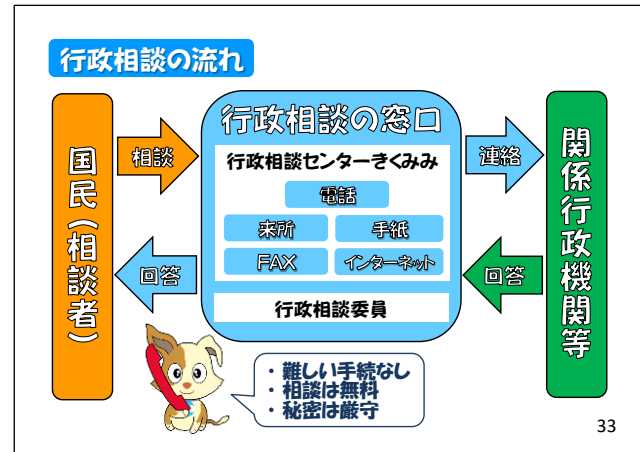 行政相談の流れ
国民(相談者)
相談
回答
行政相談の窓口
行政相談センターきくみみ
電話
来所
手紙
FAX
インターネット
行政相談委員
連絡
回答
関係行政機関等
・難しい手続なし
・相談は無料
・秘密は厳守
33